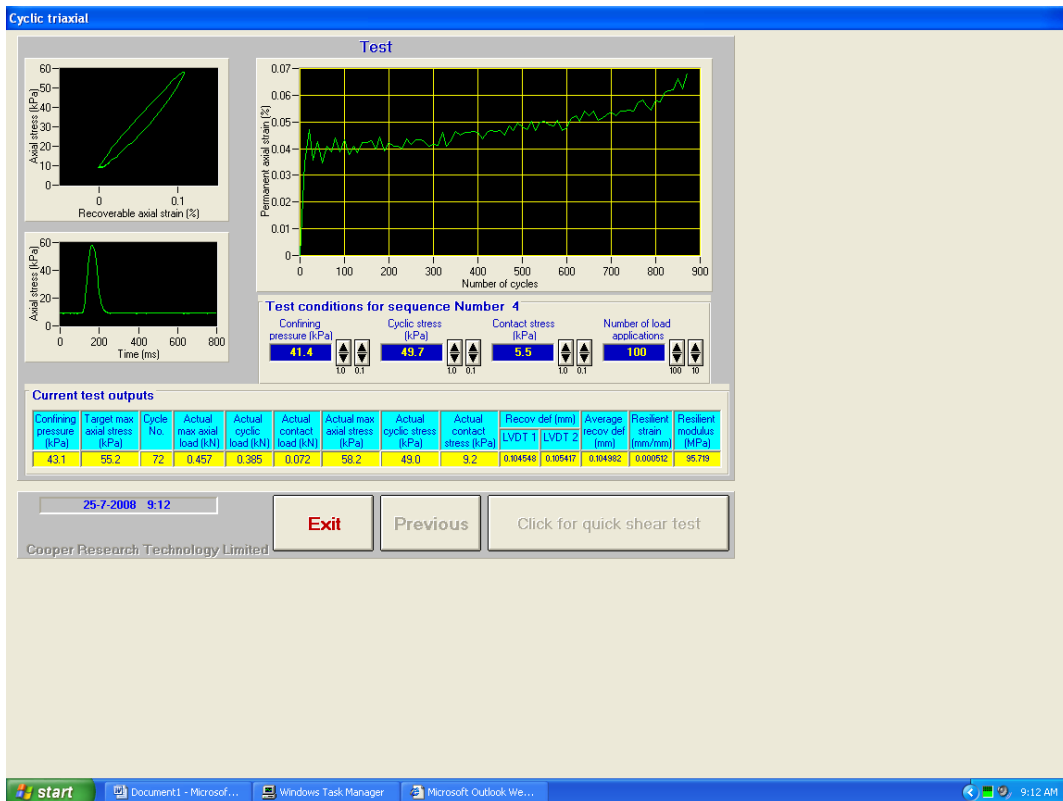 Cyclic triaxial
Test
60
50
40
30
20
10
0
Axial stress (kPa)
0 0.1
Recoverable axial strain (%)
0.07
0.06
0.05
0.04
0.03
0.02
0.01
0
Permanent axial strain (%)
0 100 200 300 400 500 600 700 800 900
Number of cycles
60
40
20
0
Axial stress (kPa)
0 200 400 600 800
Time (ms)
Test conditions for sequence Number 4
Confining pressure (kPa)
41.4
1.0 0.1
Cyclic stress (kPa)
49.7
1.0 0.1
Contact stress (kPa)
5.5
1.0 0.1
Number of load applications
100
100 10
Current test outputs
Confining pressure (kPa)
Target max axial stress (kPa)
Cycle No.
Actual max axial load (kN)
Actual cyclic load (kN)
Actual contact load (kN)
Actual max axial stress (kPa)
Actual cyclic stress (kPa)
Actual contact stress (kPa)
Recov def (mm)
LVDT 1 LVDT 2
Average recov def (mm)
Resilient strain (mm/mm)
Resilient modulus (MPa)
43.1 55.2 72 0.457 0.385 0.072 58.2 49.0 9.2 0.104548 0.105417 0.104982 0.000512 95.719
25-7-2008 9:12
Cooper Research Technology Limited
Exit
Previous
Click for quick shear test
start
Document1 - Microsof...
Windows Task Manager
Microsoft Outlook We...
9:12 AM